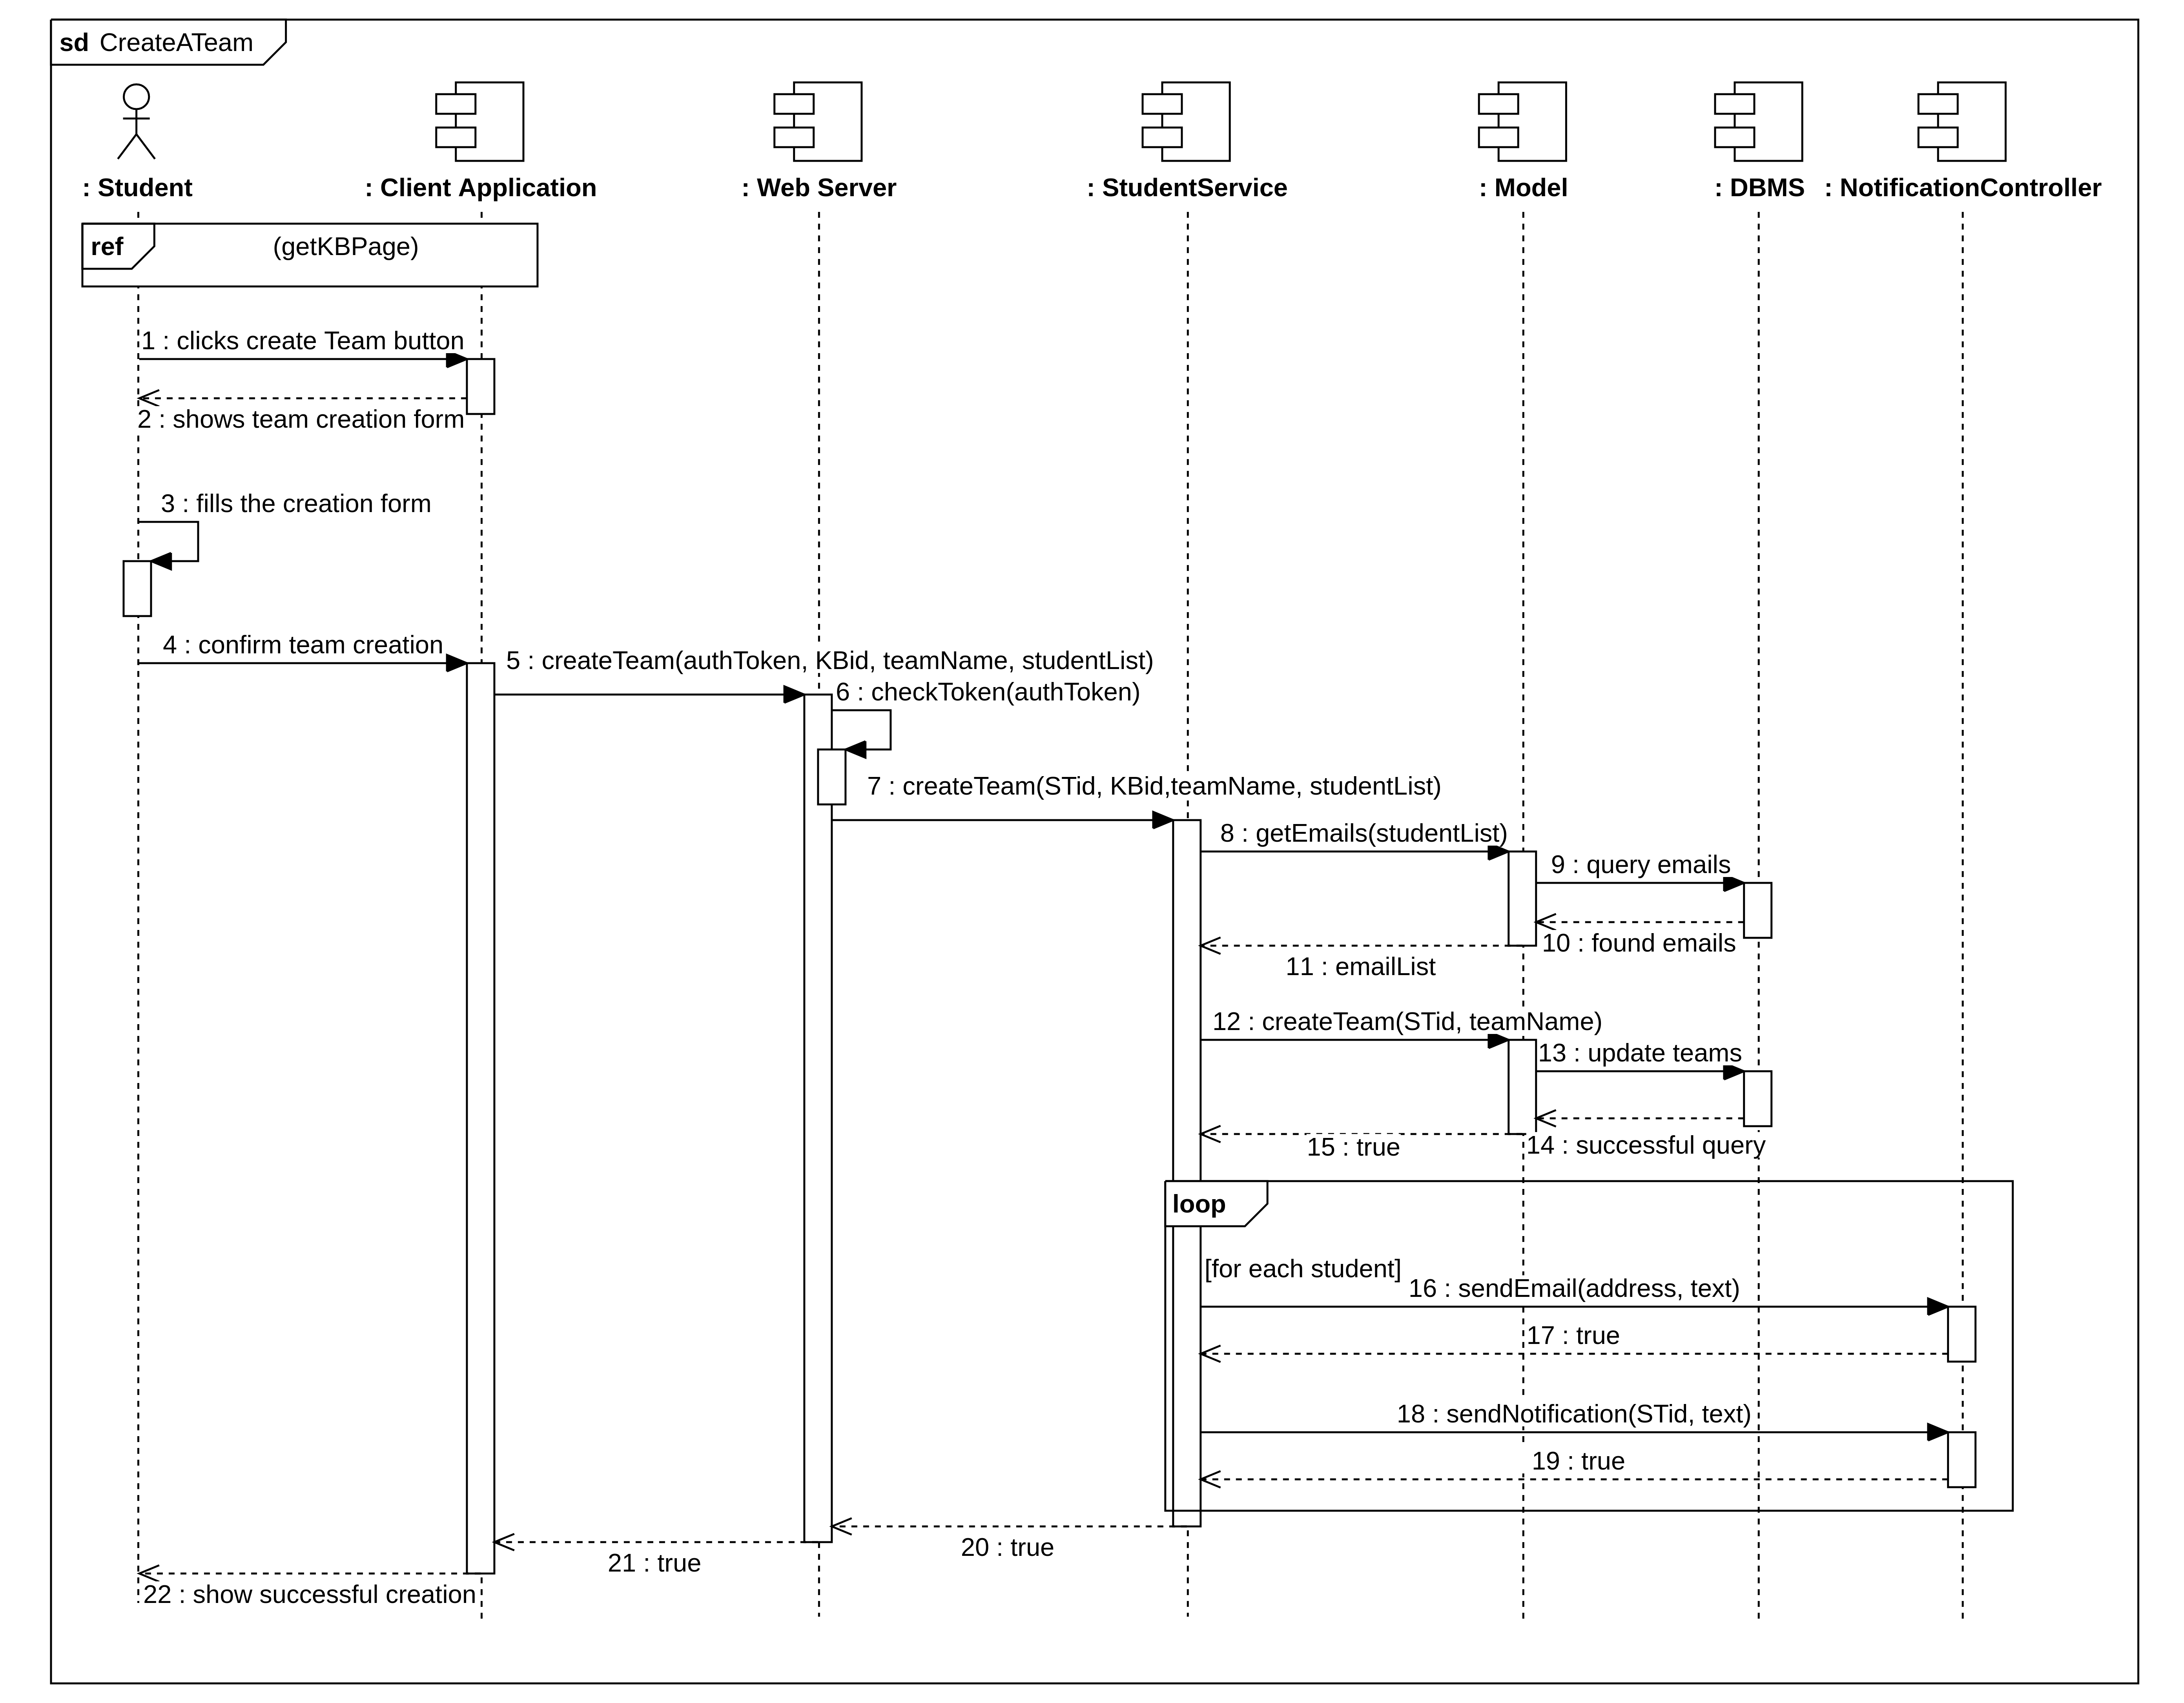 sd CreateATeam
: Student
: Client Application
: Web Server
: StudentService
: Model
: DBMS
: NotificationController
ref
(getKBPage)
1 : clicks create Team button
2 : shows team creation form
3 : fills the creation form
4 : confirm team creation
5 : createTeam(authToken, KBid, teamName, studentList)
6 : checkToken(authToken)
7 : createTeam(STid, KBid,teamName, studentList)
8 : getEmails(studentList)
9 : query emails
10 : found emails
11 : emailList
12 : createTeam(STid, teamName)
13 : update teams
14 : successful query
15 : true
loop
[for each student]
16 : sendEmail(address, text)
17 : true
18 : sendNotification(STid, text)
19 : true
20 : true
21 : true
22 : show successful creation